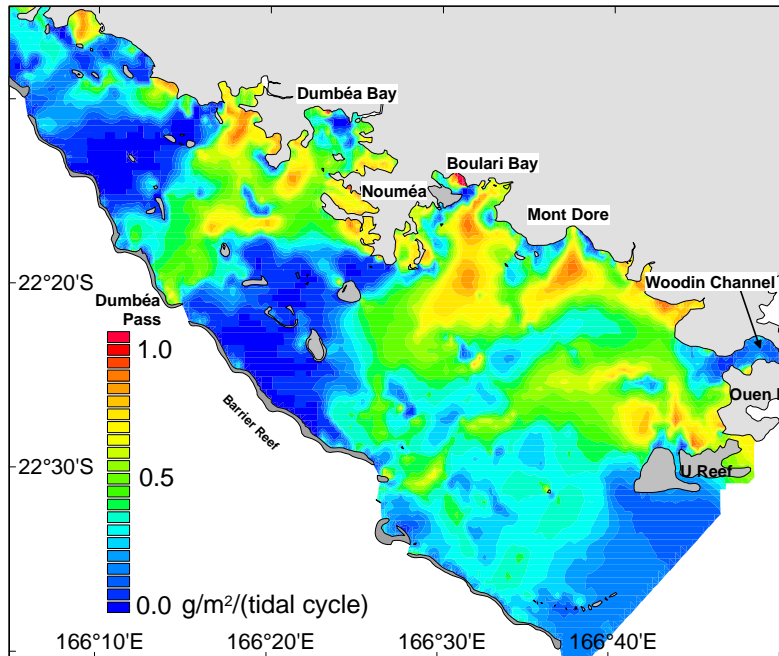 Dumbéa Bay
Boulari Bay
Nouméa
Mont Dore
22°20'S
Woodin Channel
Dumbéa
Pass
1.0
Ouen I
Barrier Reef
22°30'S
0.5
U Reef
0.0 g/m²/(tidal cycle)
166°10'E
166°20'E
166°30'E
166°40'E